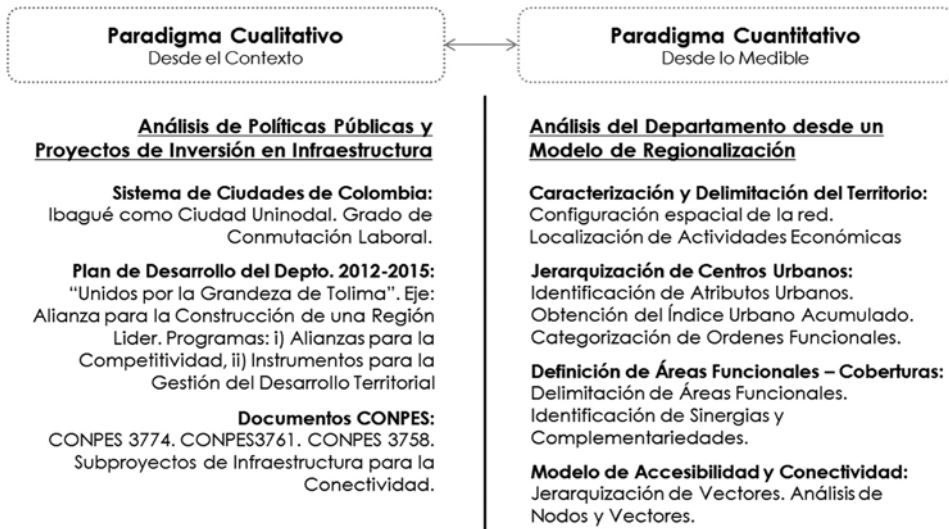 Paradigma Cualitativo
Desde el Contexto
Paradigma Cuantitativo
Desde lo Medible
Análisis de Políticas Públicas y
Proyectos de Inversión en Infraestructura
Sistema de Ciudades de Colombia:
Ibagué como Ciudad Uninodal. Grado de
Conmutación Laboral.
Plan de Desarrollo del Depto. 2012-2015:
“Unidos por la Grandeza de Tolima”. Eje:
Alianza para la Construcción de una Región
Lider. Programas: i) Alianzas para la
Competitividad, ii) Instrumentos para la
Gestión del Desarrollo Territorial
Documentos CONPES:
CONPES 3774. CONPES3761. CONPES 3758.
Subproyectos de Infraestructura para la
Conectividad.
Análisis del Departamento desde un
Modelo de Regionalización
Caracterización y Delimitación del Territorio:
Configuración espacial de la red.
Localización de Actividades Económicas
Jerarquización de Centros Urbanos:
Identificación de Atributos Urbanos.
Obtención del Índice Urbano Acumulado.
Categorización de Ordenes Funcionales.
Definición de Áreas Funcionales – Coberturas:
Delimitación de Áreas Funcionales.
Identificación de Sinergias y
Complementariedades.
Modelo de Accesibilidad y Conectividad:
Jerarquización de Vectores. Análisis de
Nodos y Vectores.